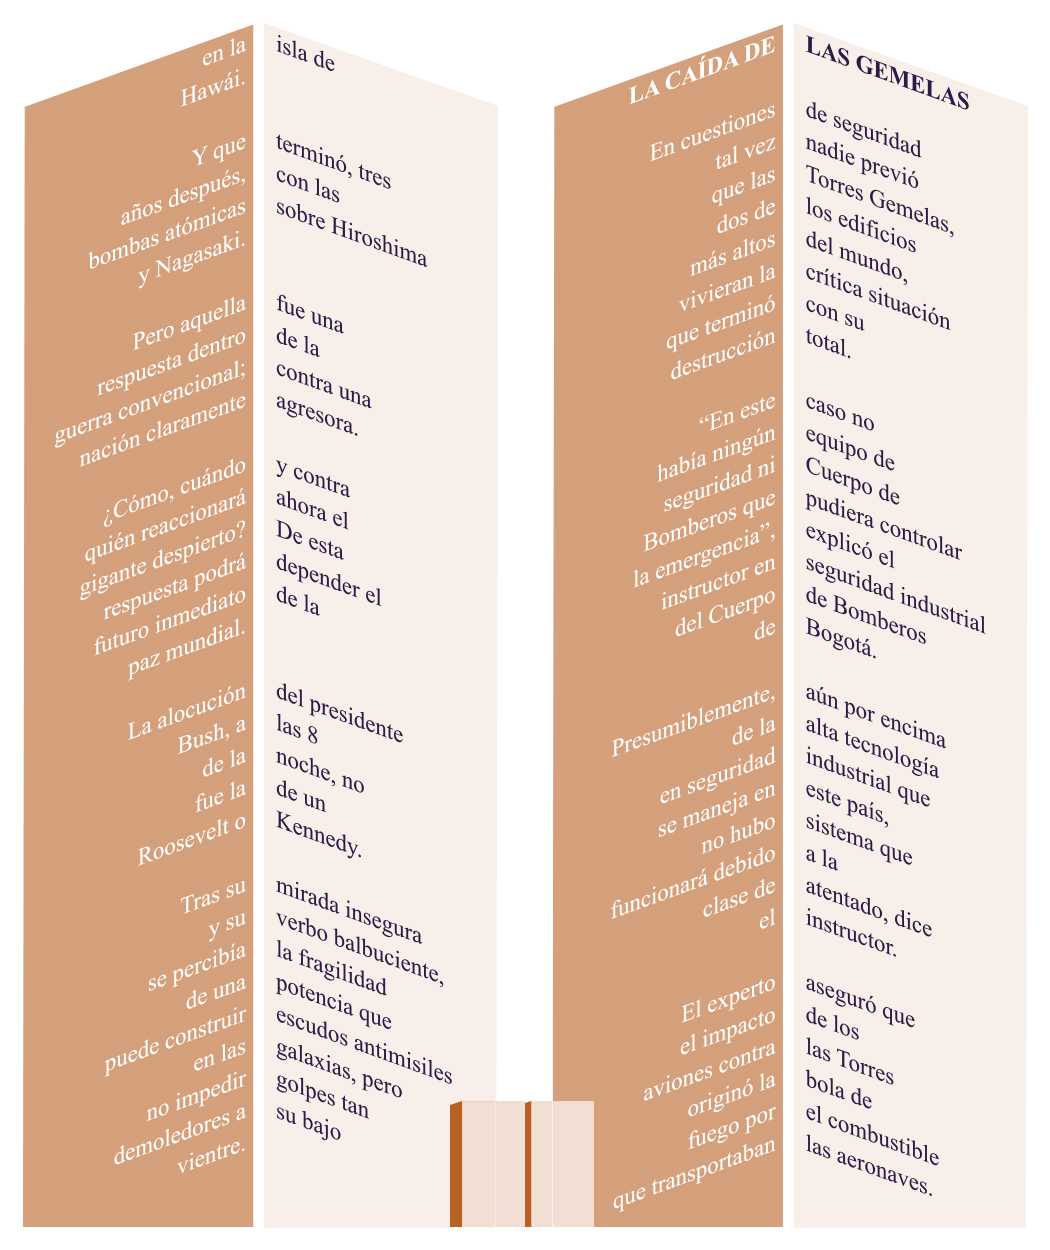 en la isla de
Hawái.
Y que terminó, tres
años después, con las
bombas atómicas sobre Hiroshima
y Nagasaki.
Pero aquella fue una
respuesta dentro de la
guerra convencional; contra una
nación claramente agresora.
¿Cómo, cuándo y contra
quién reaccionará ahora el
gigante despierto? De esta
respuesta podrá depender el
futuro inmediato de la
paz mundial.
La alocución del presidente
Bush, a las 8
de la noche, no
fue la de un
Roosevelt o Kennedy.
Tras su mirada insegura
y su verbo balbuciente,
se percibía la fragilidad
de una potencia que
puede construir escudos antimisiles
en las galaxias, pero
no impedir golpes tan
demoledores a su bajo
vientre.
LA CAÍDA DE LAS GEMELAS
En cuestiones de seguridad
tal vez nadie previó
que las Torres Gemelas,
dos de los edificios
más altos del mundo,
vivieran la crítica situación
que terminó con su
destrucción total.
“En este caso no
había ningún equipo de
seguridad ni Cuerpo de
Bomberos que pudiera controlar
la emergencia”, explicó el
instructor en seguridad industrial
del Cuerpo de Bomberos
de Bogotá.
Presumiblemente, aún por encima
de la alta tecnología
en seguridad industrial que
se maneja en este país,
no hubo sistema que
funcionará debido a la
clase de atentado, dice
el instructor.
El experto aseguró que
el impacto de los
aviones contra las Torres
originó la bola de
fuego por el combustible
que transportaban las aeronaves.